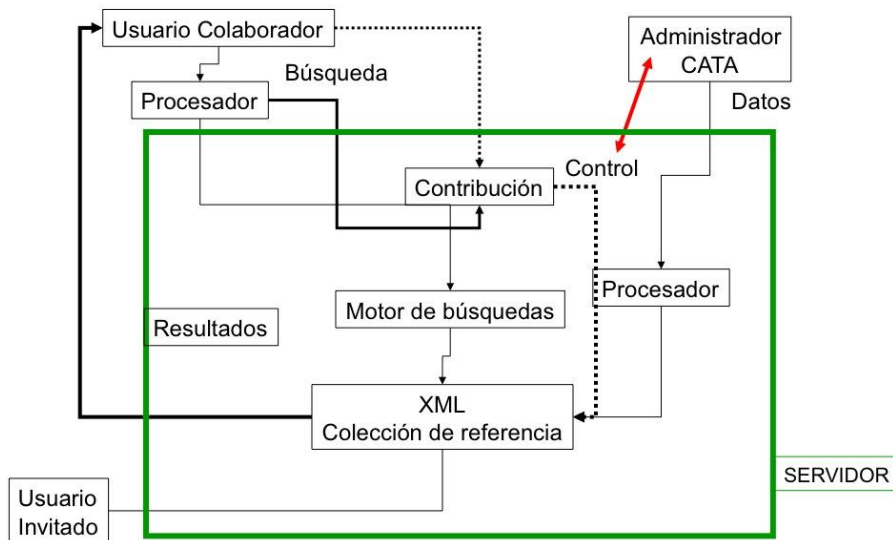 Usuario Colaborador
Administrador
CATA
Búsqueda
Procesador
Datos
Control
Contribución
Procesador
Motor de búsquedas
Resultados
XML
Colección de referencia
SERVIDOR
Usuario
Invitado